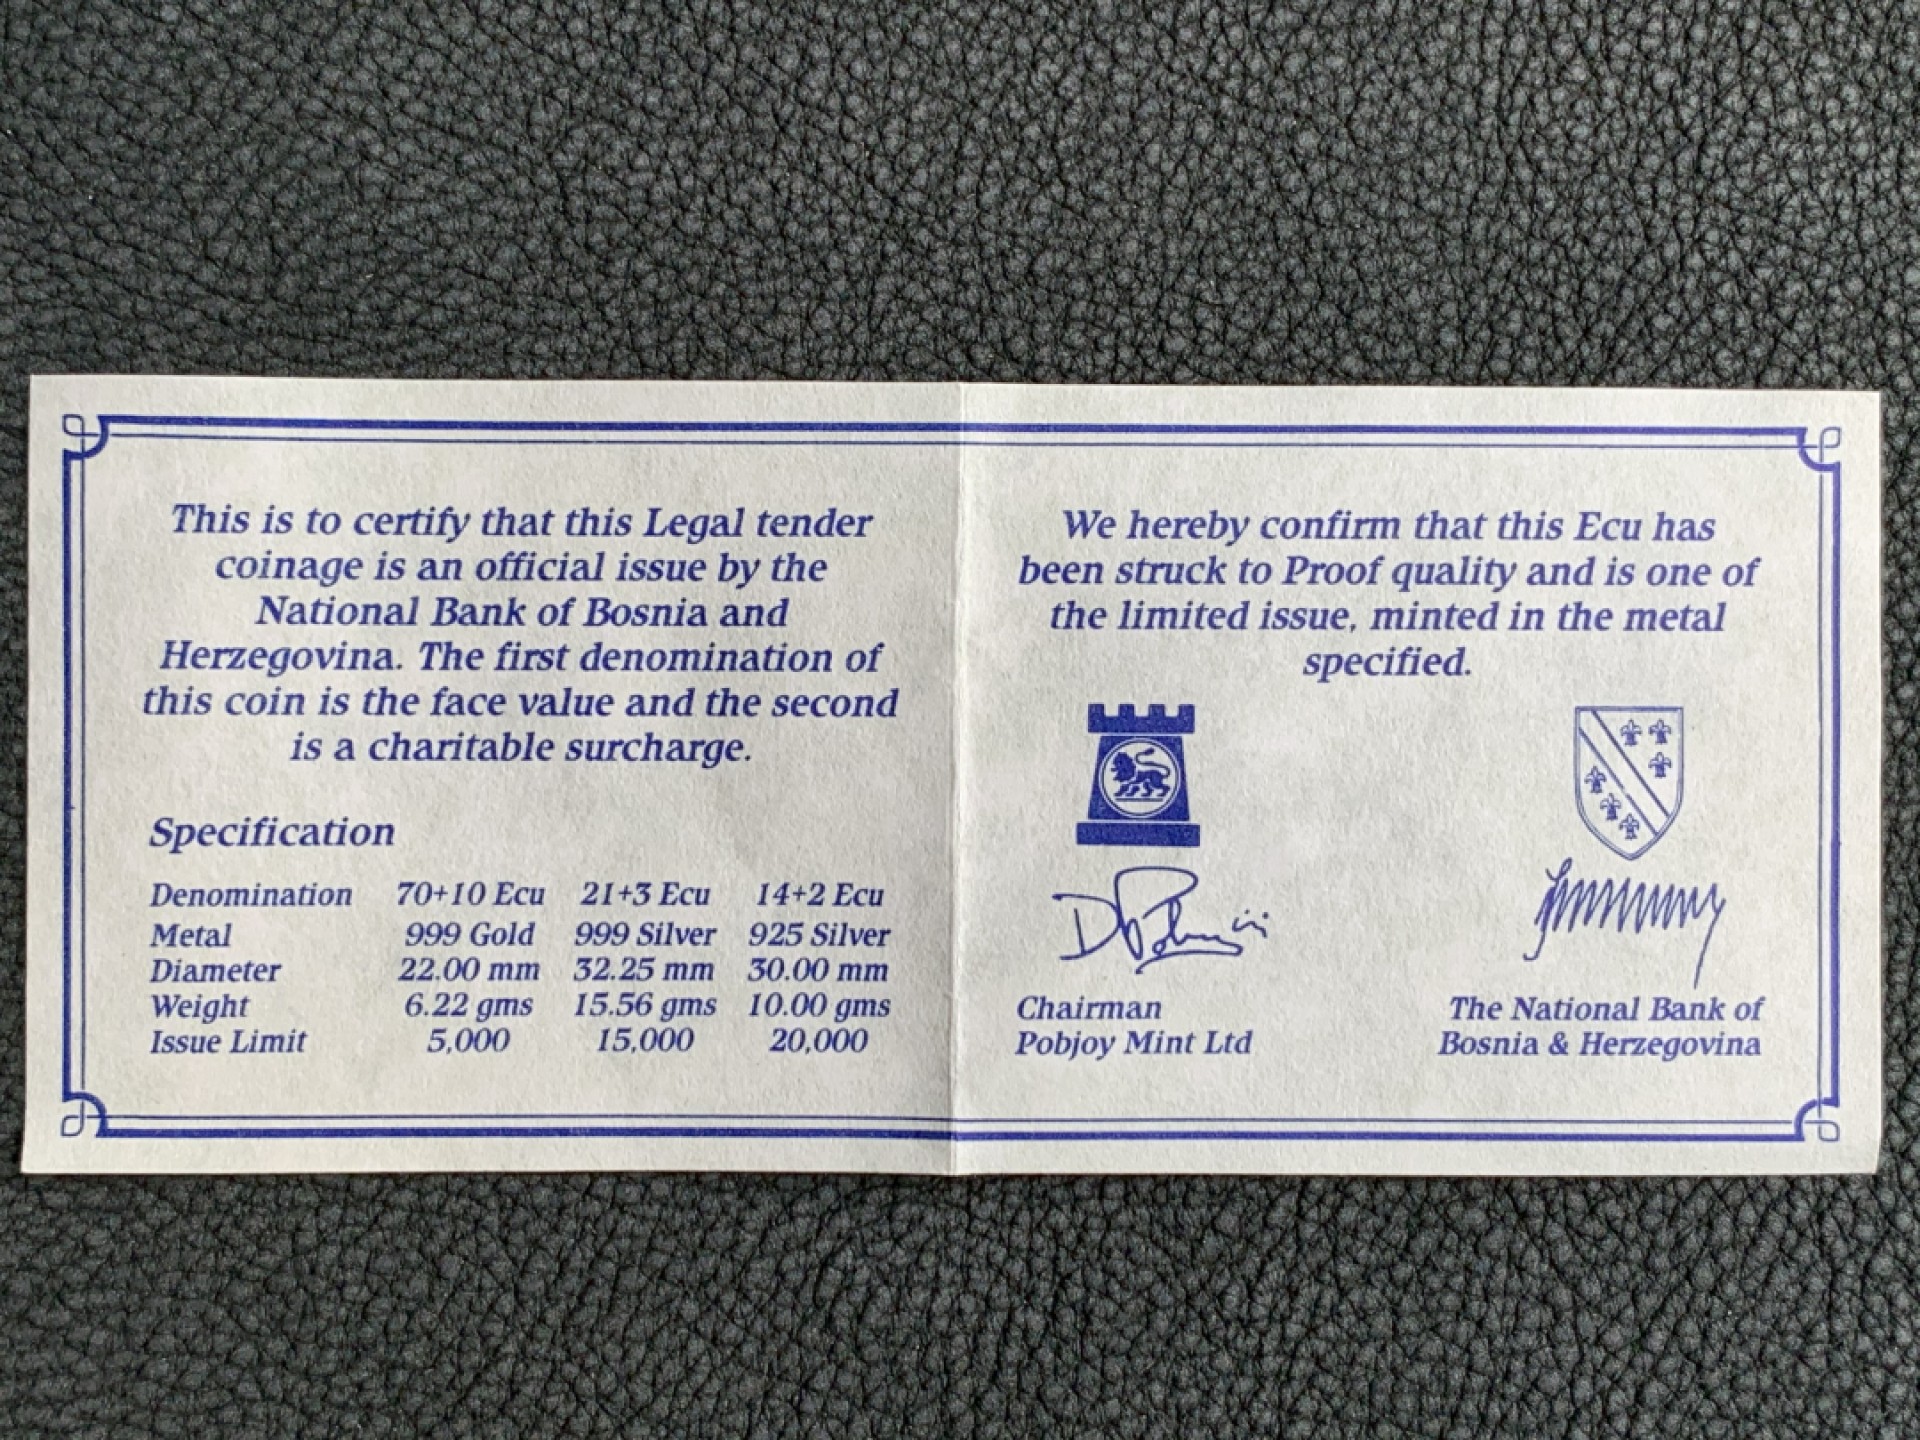 This is to certify that this Legal tender
coinage is an official issue by the
National Bank of Bosnia and
Herzegovina. The first denomination of
this coin is the face value and the second
is a charitable surcharge.
Specification
Denomination 70+10 Ecu 21+3 Ecu 14+2 Ecu
Metal 999 Gold 999 Silver 925 Silver
Diameter 22.00 mm 32.25 mm 30.00 mm
Weight 6.22 gms 15.56 gms 10.00 gms
Issue Limit 5,000 15,000 20,000
We hereby confirm that this Ecu has
been struck to Proof quality and is one of
the limited issue, minted in the metal
specified.
Chairman
Pobjoy Mint Ltd
The National Bank of
Bosnia & Herzegovina